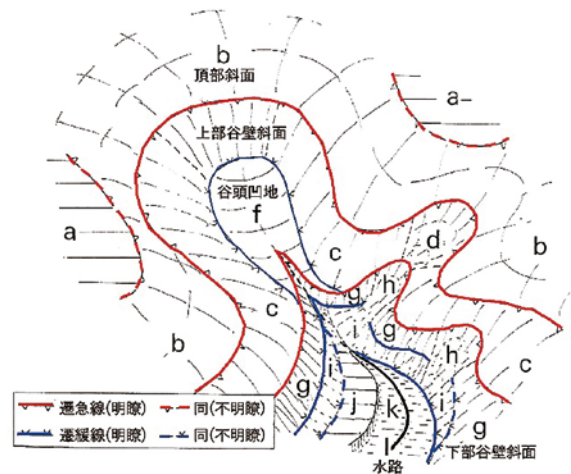 b
頂部斜面
a
上部谷壁斜面
谷頭凹地
f
d
a
c
b
h
g
c
g
b
i
h
c
g
i
j
k
i
g
l
水路
下部谷壁斜面
遷急線(明瞭)
同(不明瞭)
遷緩線(明瞭)
同(不明瞭)